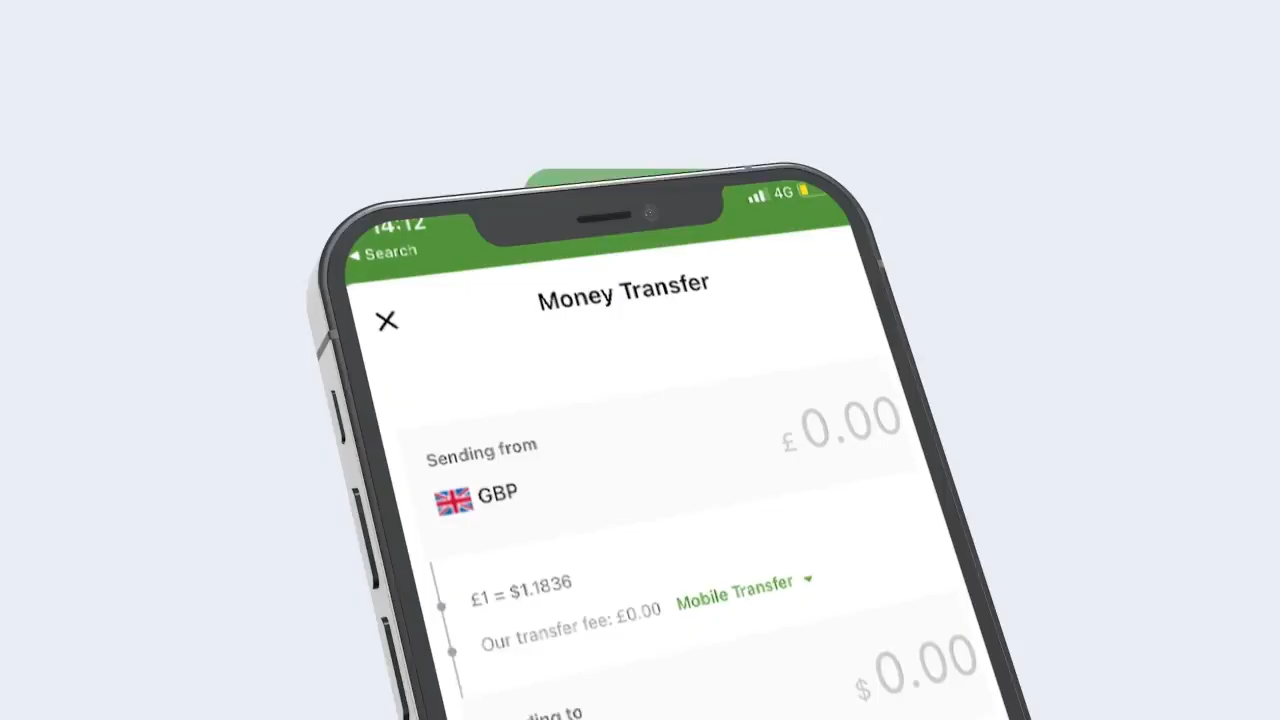 14:12
4G
Search
Money Transfer
Sending from
£ 0.00
GBP
£1 = $1.1836
Our transfer fee: £0.00 Mobile Transfer
$ 0.00
to